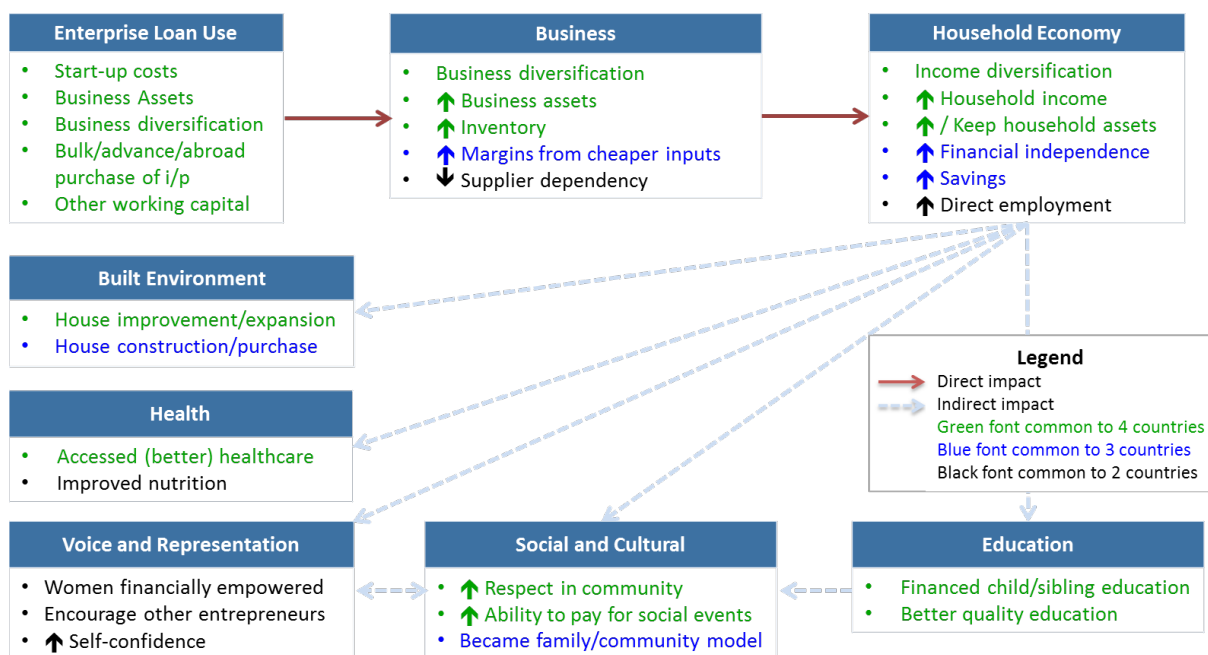 Enterprise Loan Use
• Start-up costs
• Business Assets
• Business diversification
• Bulk/advance/abroad
purchase of i/p
• Other working capital
Business
• Business diversification
• ↑ Business assets
• ↑ Inventory
• ↑ Margins from cheaper inputs
• ↓ Supplier dependency
Household Economy
• Income diversification
• ↑ Household income
• ↑ / Keep household assets
• ↑ Financial independence
• ↑ Savings
• ↑ Direct employment
Built Environment
• House improvement/expansion
• House construction/purchase
Legend
Direct impact
Indirect impact
Green font common to 4 countries
Blue font common to 3 countries
Black font common to 2 countries
Health
• Accessed (better) healthcare
• Improved nutrition
Voice and Representation
• Women financially empowered
• Encourage other entrepreneurs
• ↑ Self-confidence
Social and Cultural
• ↑ Respect in community
• ↑ Ability to pay for social events
• Became family/community model
Education
• Financed child/sibling education
• Better quality education